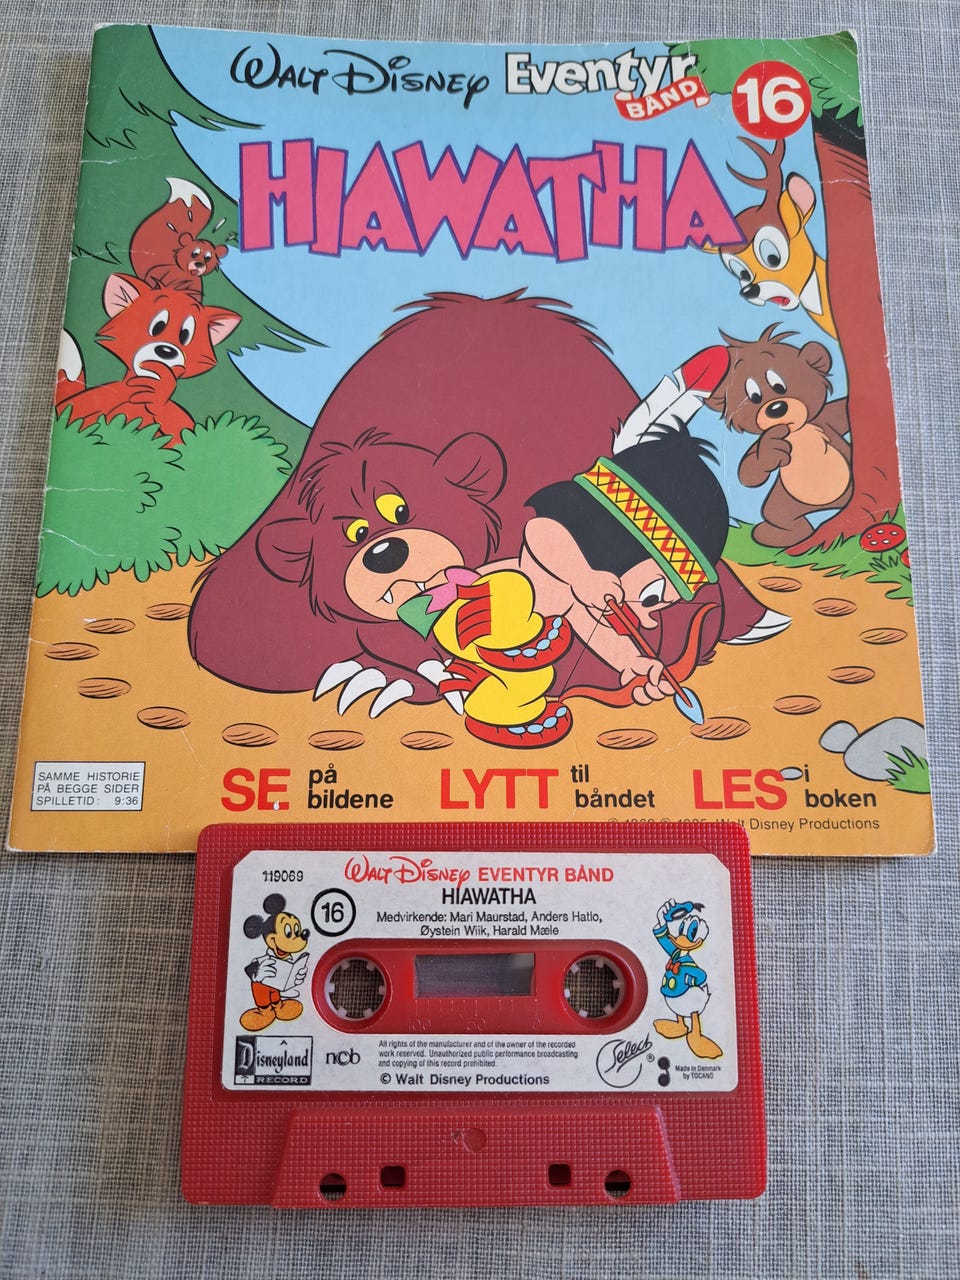 WALT DISNEY Eventyr BÅND 16
HIAWATHA
SAMME HISTORIE
PÅ BEGGE SIDER
SPILLETID: 9:36
SE på bildene LYTT til båndet LES i boken
Walt Disney Productions
119069 WALT DISNEY EVENTYR BÅND
HIAWATHA
16
Medvirkende: Mari Maurstad, Anders Hatlo,
Øystein Wiik, Harald Mæle
Disneyland
RECORD
ncb
All rights of the manufacturer and of the owner of the recorded
work reserved. Unauthorized public performance broadcasting
and copying of this record prohibited.
© Walt Disney Productions
Select ®
Made in Denmark
by TOCANO